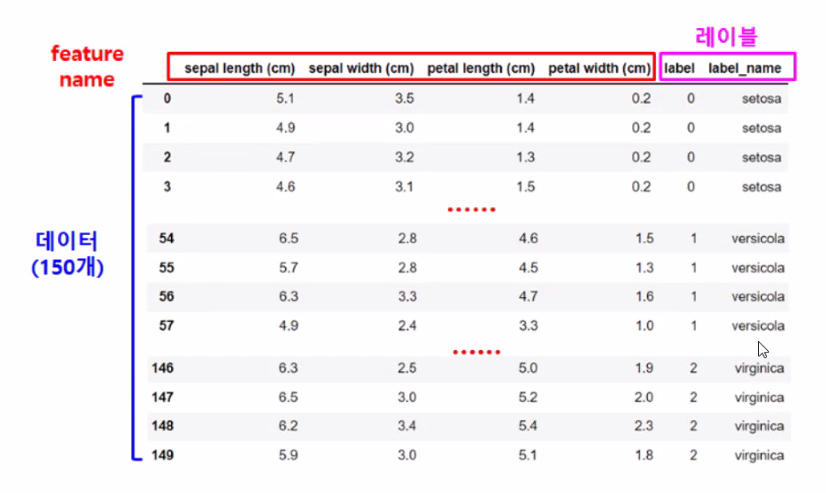 레이블
feature
name
sepal length (cm) sepal width (cm) petal length (cm) petal width (cm) label label_name
0 5.1 3.5 1.4 0.2 0 setosa
1 4.9 3.0 1.4 0.2 0 setosa
2 4.7 3.2 1.3 0.2 0 setosa
3 4.6 3.1 1.5 0.2 0 setosa
......
데이터
(150개)
54 6.5 2.8 4.6 1.5 1 versicola
55 5.7 2.8 4.5 1.3 1 versicola
56 6.3 3.3 4.7 1.6 1 versicola
57 4.9 2.4 3.3 1.0 1 versicola
......
146 6.3 2.5 5.0 1.9 2 virginica
147 6.5 3.0 5.2 2.0 2 virginica
148 6.2 3.4 5.4 2.3 2 virginica
149 5.9 3.0 5.1 1.8 2 virginica